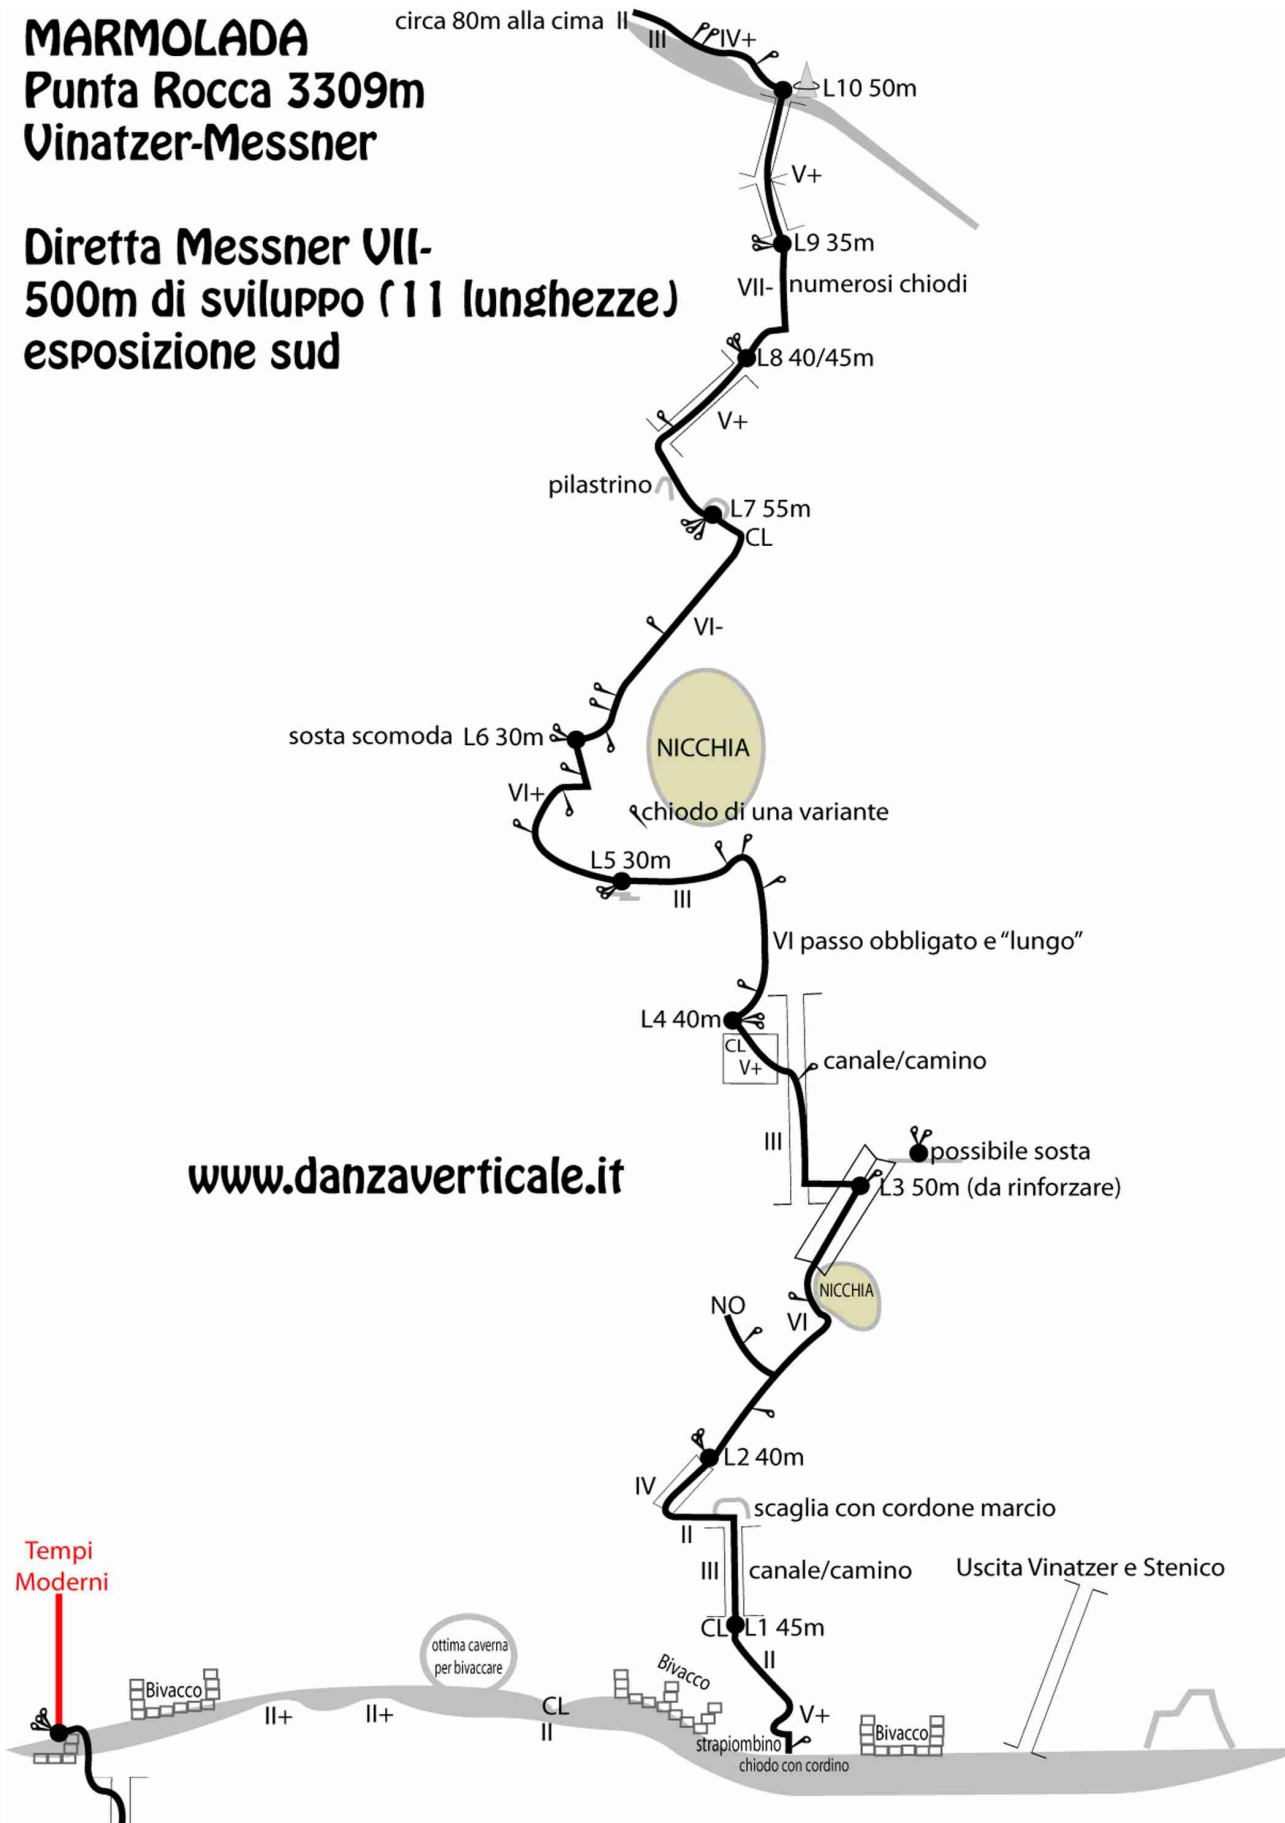 MARMOLADA
Punta Rocca 3309m
Vinatzer-Messner
Diretta Messner VII-
500m di sviluppo (11 lunghezze)
esposizione sud
circa 80m alla cima II
III
IV+
L10 50m
V+
L9 35m
VII- numerosi chiodi
L8 40/45m
V+
pilastrino
L7 55m
CL
VI-
sosta scomoda L6 30m
NICCHIA
VI+
chiodo di una variante
L5 30m
III
VI passo obbligato e “lungo”
L4 40m
CL
V+
canale/camino
III
possibile sosta
L3 50m (da rinforzare)
www.danzaverticale.it
NICCHIA
NO
VI
L2 40m
IV
scaglia con cordone marcio
II
III canale/camino
Uscita Vinatzer e Stenico
Tempi
Moderni
CL L1 45m
II
ottima caverna
per bivaccare
Bivacco
Bivacco
II+
II+
CL
II
V+
strapiombino
chiodo con cordino
Bivacco